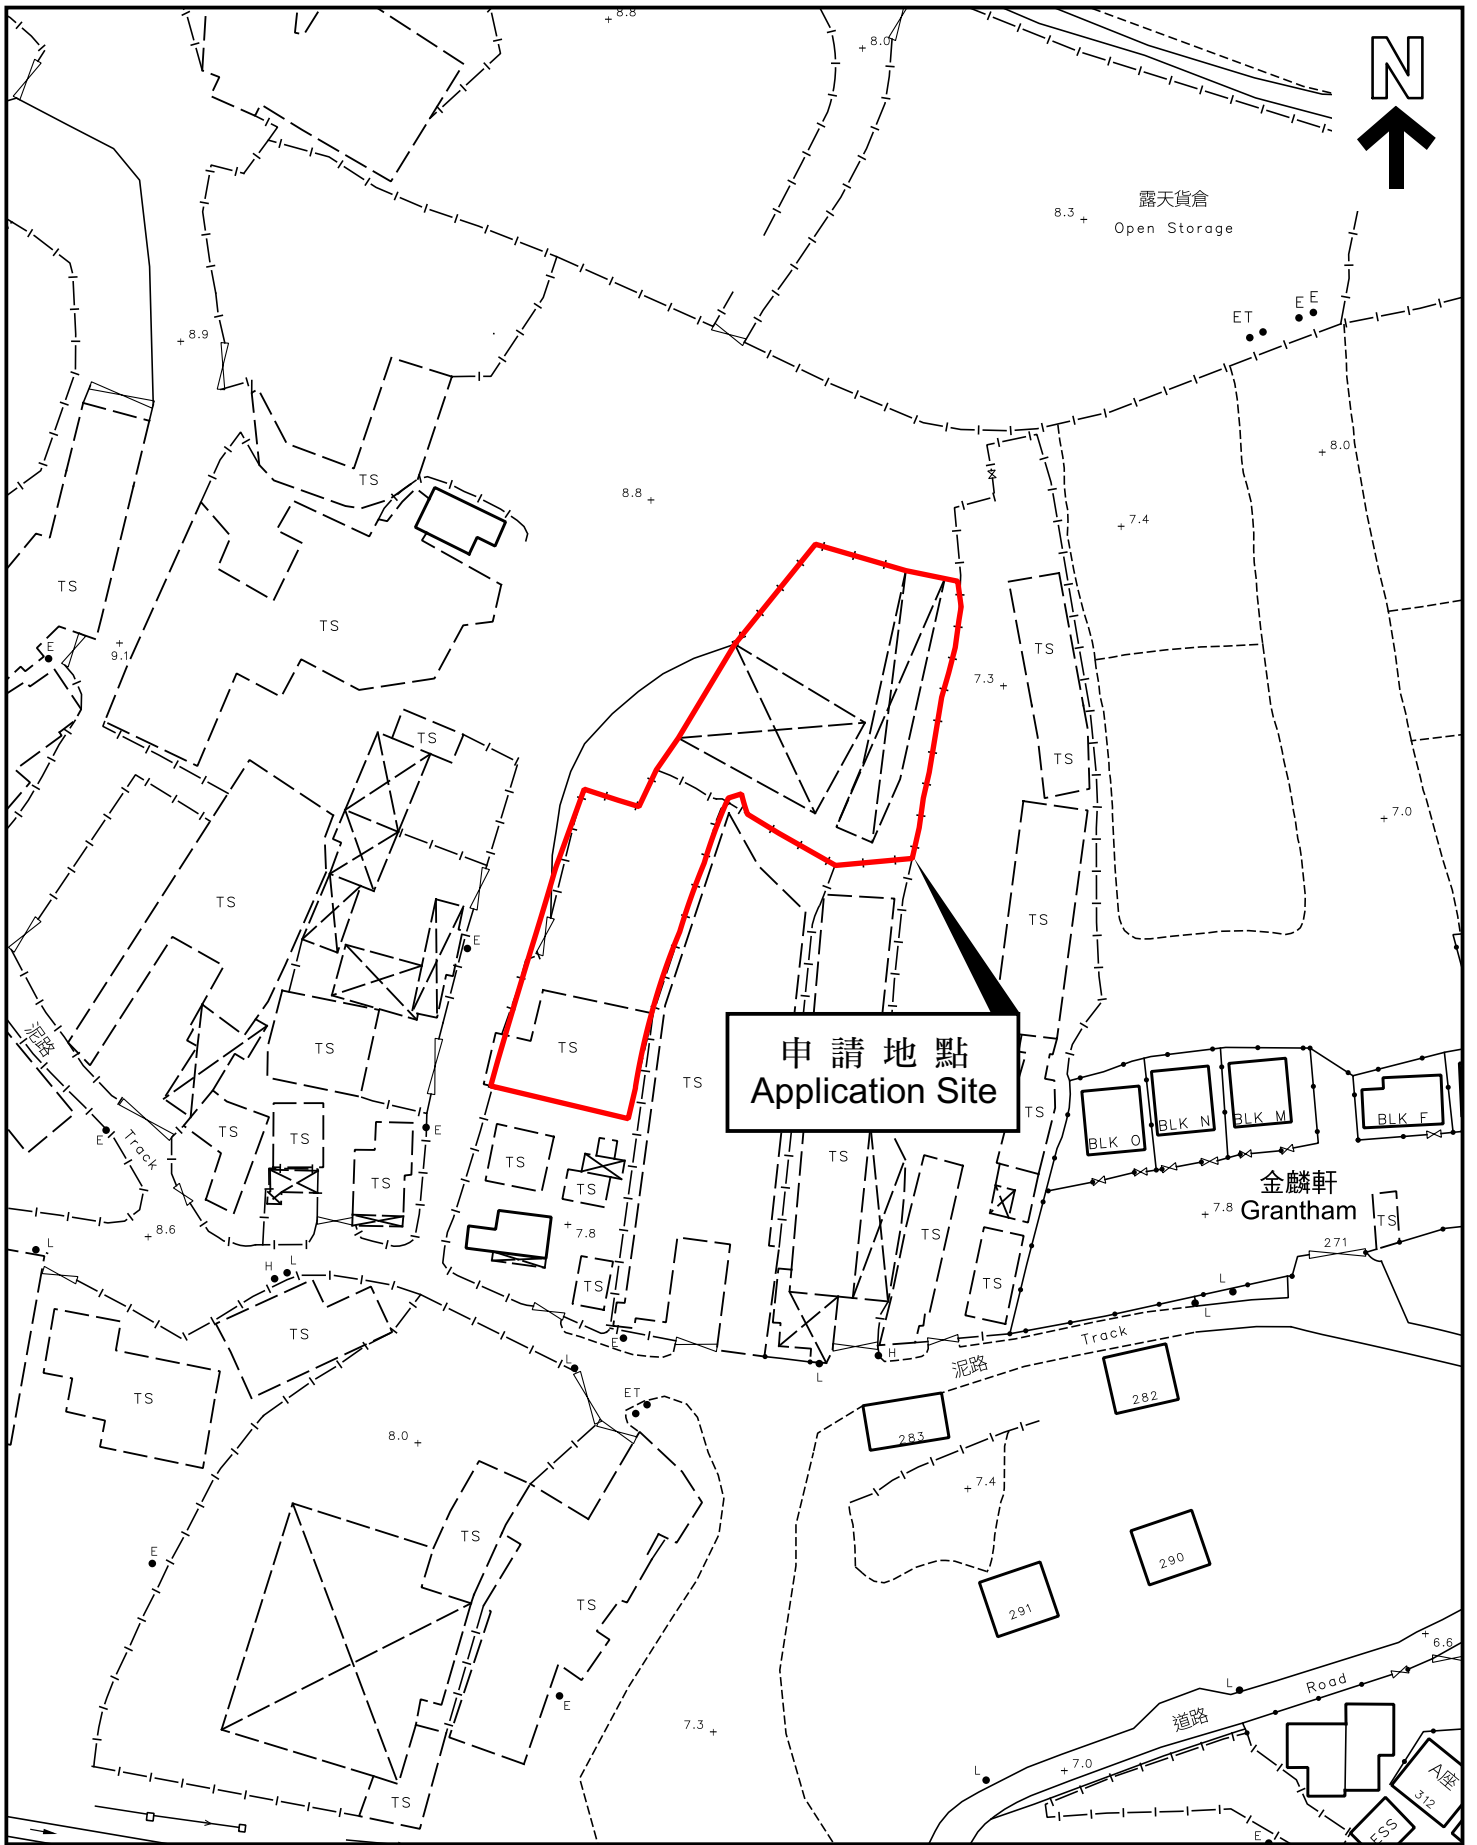 8.8
8.0
N
露天貨倉
8.3
Open Storage
E
E
ET
8.9
8.0
TS
8.8
7.4
TS
TS
E
9.1
TS
7.3
TS
TS
7.0
TS
TS
E
申請地點
Application Site
泥路
TS
TS
TS
TS
BLK O
BLK N
BLK M
BLK F
Track
E
E
TS
TS
TS
TS
TS
TS
金麟軒
Grantham
7.8
TS
8.6
7.8
TS
271
L
H
L
TS
TS
L
L
TS
E
H
L
L
泥路
Track
TS
ET
282
283
8.0
7.4
TS
E
290
291
TS
6.6
E
L
Road
道路
7.3
7.0
L
TS
A座
312
ESS
E